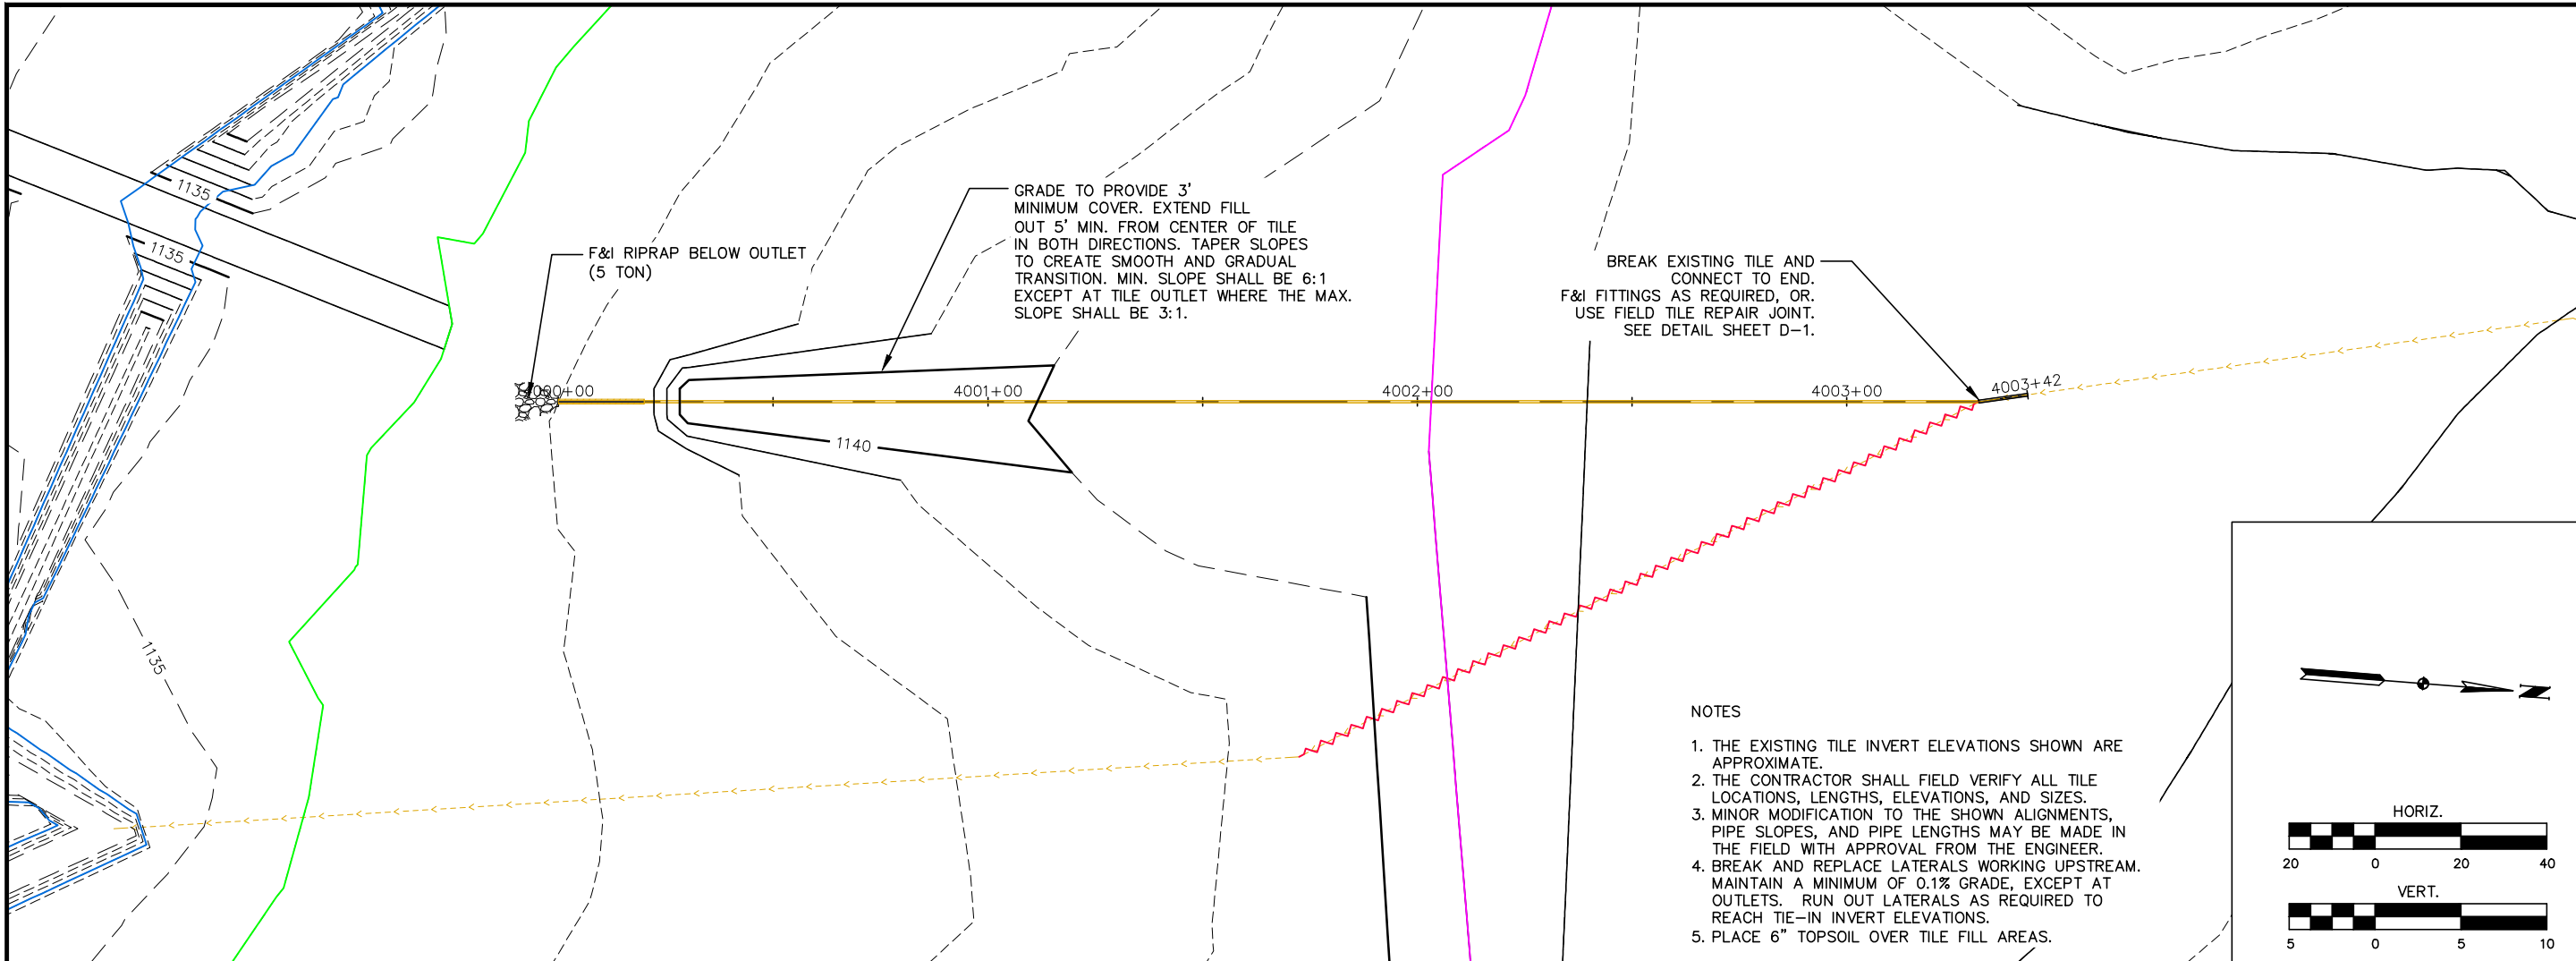 1135
1135
F&I RIPRAP BELOW OUTLET
(5 TON)
GRADE TO PROVIDE 3'
MINIMUM COVER. EXTEND FILL
OUT 5' MIN. FROM CENTER OF TILE
IN BOTH DIRECTIONS. TAPER SLOPES
TO CREATE SMOOTH AND GRADUAL
TRANSITION. MIN. SLOPE SHALL BE 6:1
EXCEPT AT TILE OUTLET WHERE THE MAX.
SLOPE SHALL BE 3:1.
BREAK EXISTING TILE AND
CONNECT TO END.
F&I FITTINGS AS REQUIRED, OR.
USE FIELD TILE REPAIR JOINT.
SEE DETAIL SHEET D-1.
4000+00
4001+00
4002+00
4003+00
4003+42
1140
1135
NOTES
1. THE EXISTING TILE INVERT ELEVATIONS SHOWN ARE
APPROXIMATE.
2. THE CONTRACTOR SHALL FIELD VERIFY ALL TILE
LOCATIONS, LENGTHS, ELEVATIONS, AND SIZES.
3. MINOR MODIFICATION TO THE SHOWN ALIGNMENTS,
PIPE SLOPES, AND PIPE LENGTHS MAY BE MADE IN
THE FIELD WITH APPROVAL FROM THE ENGINEER.
4. BREAK AND REPLACE LATERALS WORKING UPSTREAM.
MAINTAIN A MINIMUM OF 0.1% GRADE, EXCEPT AT
OUTLETS. RUN OUT LATERALS AS REQUIRED TO
REACH TIE-IN INVERT ELEVATIONS.
5. PLACE 6" TOPSOIL OVER TILE FILL AREAS.
N
HORIZ.
20 0 20 40
VERT.
5 0 5 10